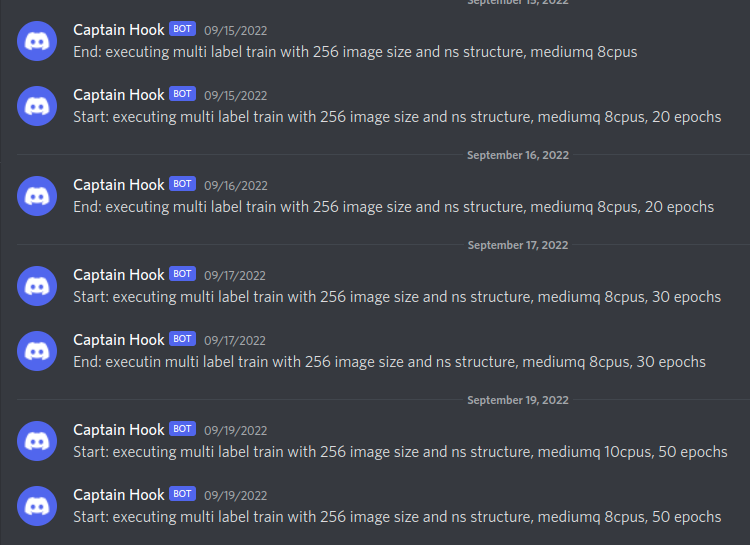 September 15, 2022
Captain Hook BOT 09/15/2022
End: executing multi label train with 256 image size and ns structure, mediumq 8cpus
Captain Hook BOT 09/15/2022
Start: executing multi label train with 256 image size and ns structure, mediumq 8cpus, 20 epochs
September 16, 2022
Captain Hook BOT 09/16/2022
End: executing multi label train with 256 image size and ns structure, mediumq 8cpus, 20 epochs
September 17, 2022
Captain Hook BOT 09/17/2022
Start: executing multi label train with 256 image size and ns structure, mediumq 8cpus, 30 epochs
Captain Hook BOT 09/17/2022
End: executin multi label train with 256 image size and ns structure, mediumq 8cpus, 30 epochs
September 19, 2022
Captain Hook BOT 09/19/2022
Start: executing multi label train with 256 image size and ns structure, mediumq 10cpus, 50 epochs
Captain Hook BOT 09/19/2022
Start: executing multi label train with 256 image size and ns structure, mediumq 8cpus, 50 epochs